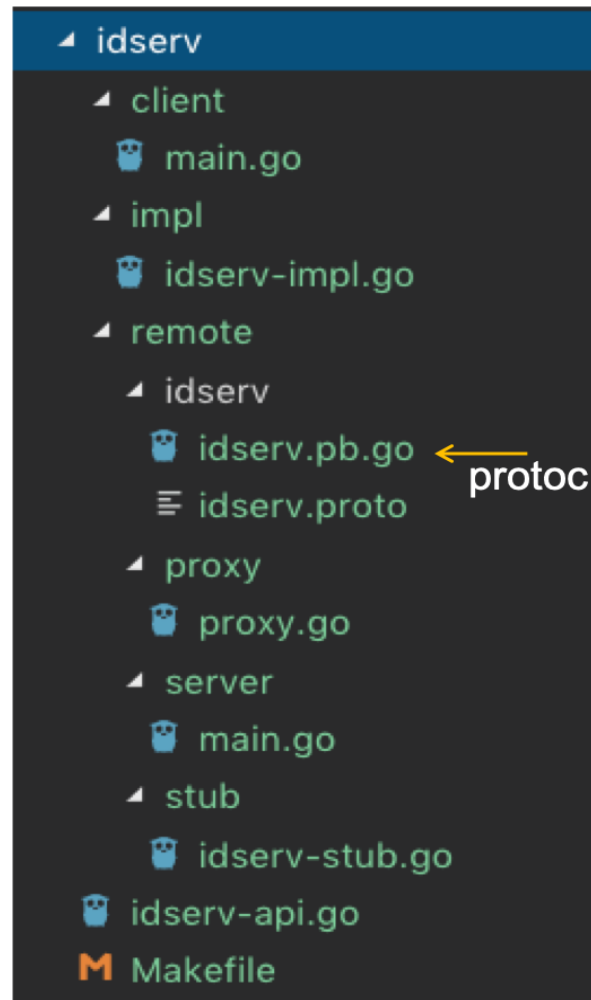 idserv
client
main.go
impl
idserv-impl.go
remote
idserv
idserv.pb.go
protoc
idserv.proto
proxy
proxy.go
server
main.go
stub
idserv-stub.go
idserv-api.go
M Makefile